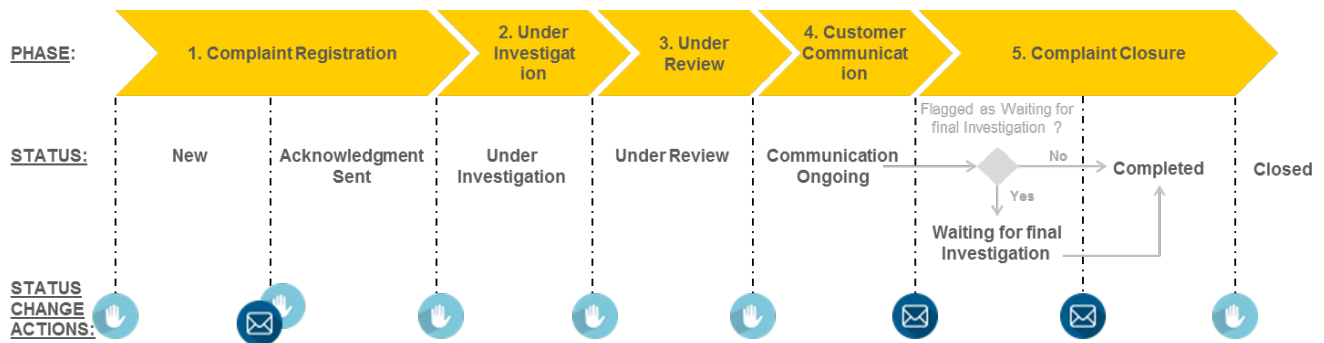 PHASE:
1. Complaint Registration
2. Under
Investigat
ion
3. Under
Review
4. Customer
Communicat
ion
5. Complaint Closure
Flagged as Waiting for
final Investigation ?
STATUS:
New
Acknowledgment
Sent
Under
Investigation
Under Review
Communication
Ongoing
No
Yes
Completed
Closed
Waiting for final
Investigation
STATUS
CHANGE
ACTIONS: